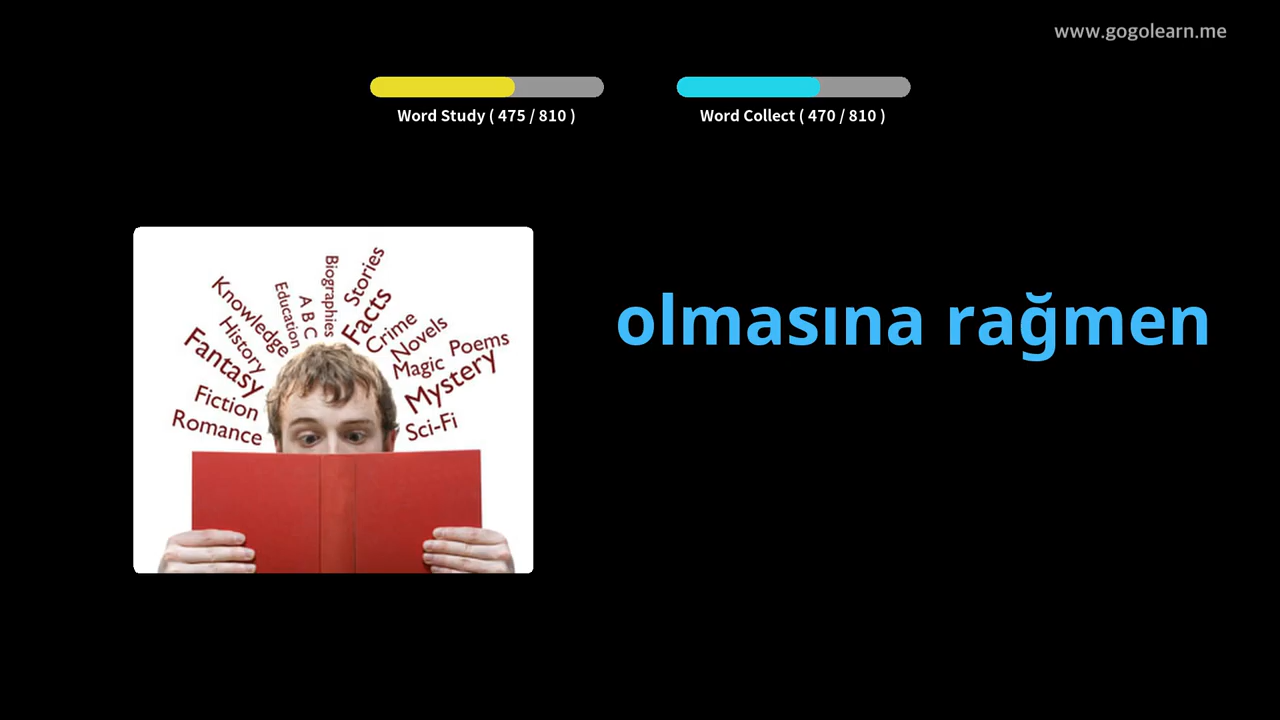 www.gogolearn.me
Word Study ( 475 / 810 )
Word Collect ( 470 / 810 )
olmasına rağmen
Knowledge
Education
A B C
Biographies
Stories
History
Facts
Crime
Novels
Fantasy
Magic
Poems
Fiction
Mystery
Romance
Sci-Fi